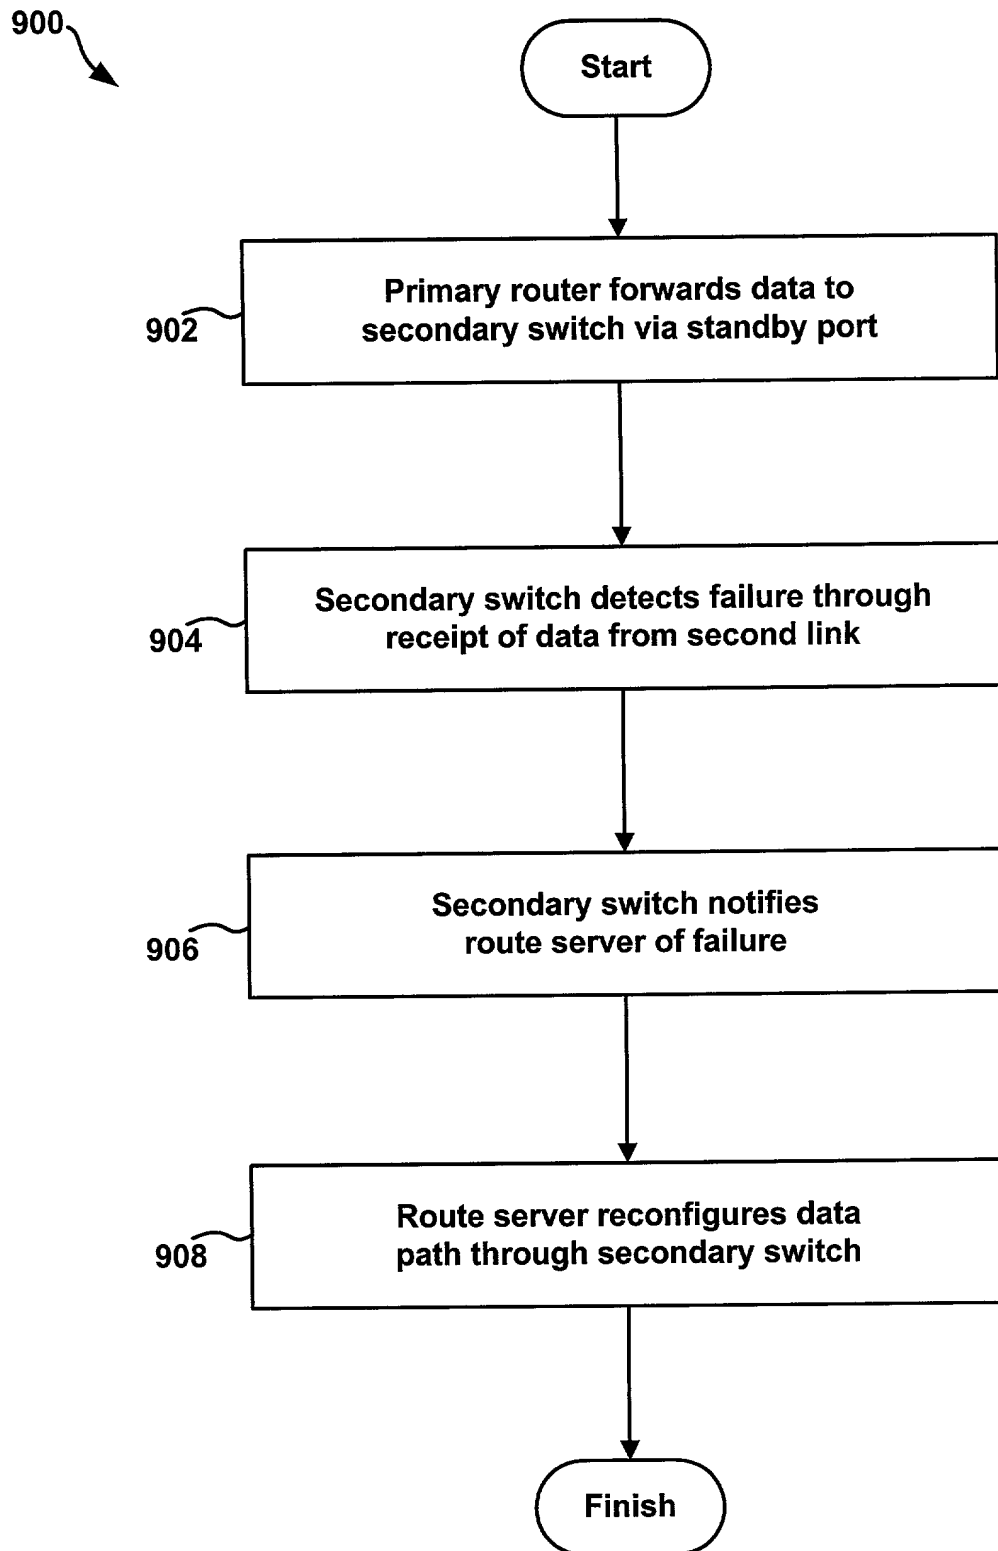 900
Start
Primary router forwards data to
secondary switch via standby port
902
Secondary switch detects failure through
receipt of data from second link
904
Secondary switch notifies
route server of failure
906
Route server reconfigures data
path through secondary switch
908
Finish